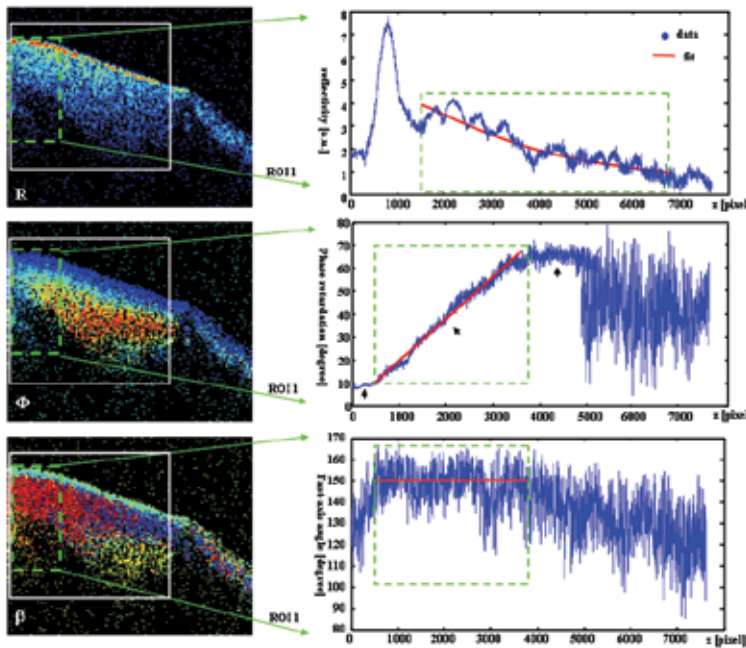 R
ROI1
reflectivity [a.u.]
8
7
6
5
4
3
2
1
0
data
fit
0 1000 2000 3000 4000 5000 6000 7000
z [pixel]
Φ
ROI1
Phase retardation [degree]
80
70
60
50
40
30
20
10
0
0 1000 2000 3000 4000 5000 6000 7000
z [pixel]
β
ROI1
Fast axis angle [degree]
170
160
150
140
130
120
110
100
90
80
0 1000 2000 3000 4000 5000 6000 7000
z [pixel]